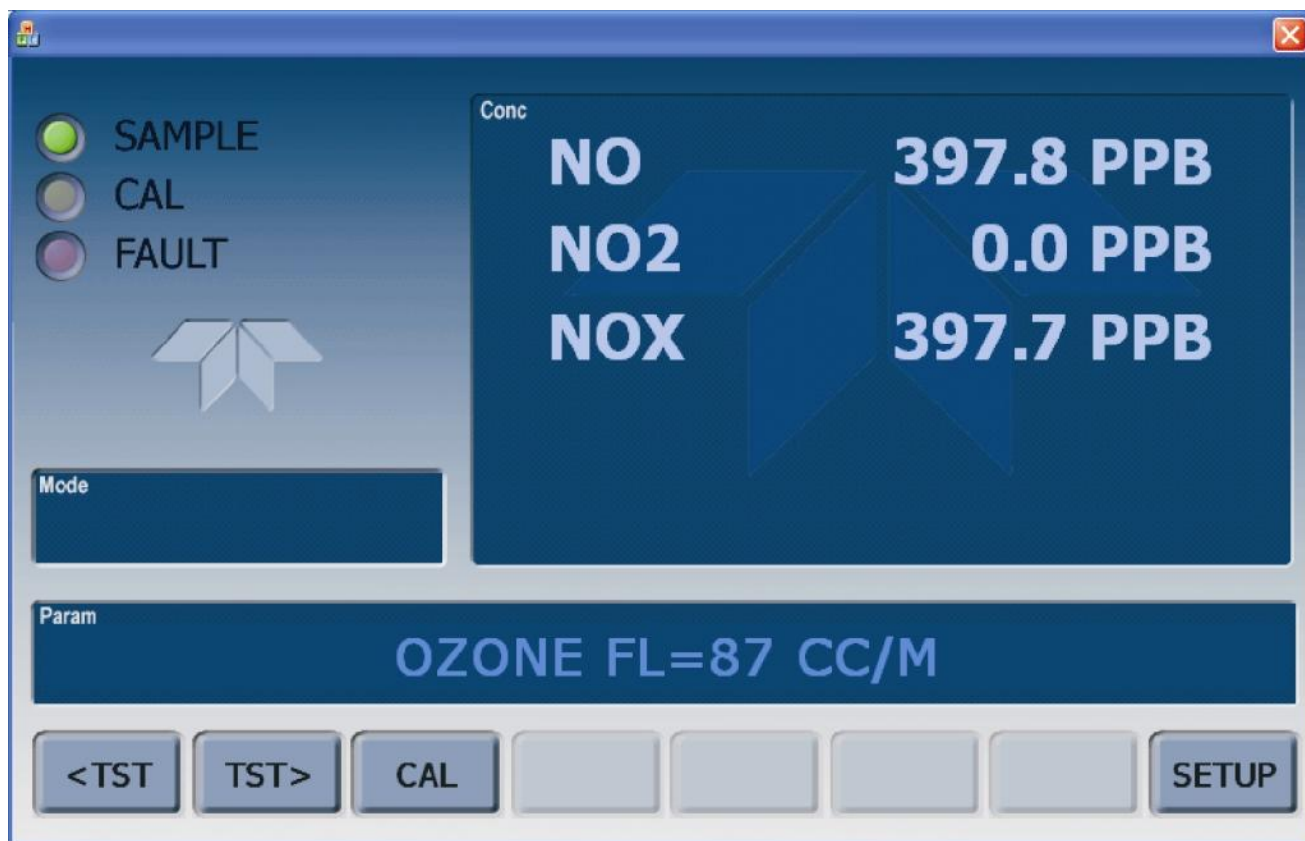 SAMPLE
CAL
FAULT
Conc
NO 397.8 PPB
NO2 0.0 PPB
NOX 397.7 PPB
Mode
Param
OZONE FL=87 CC/M
<TST TST> CAL SETUP